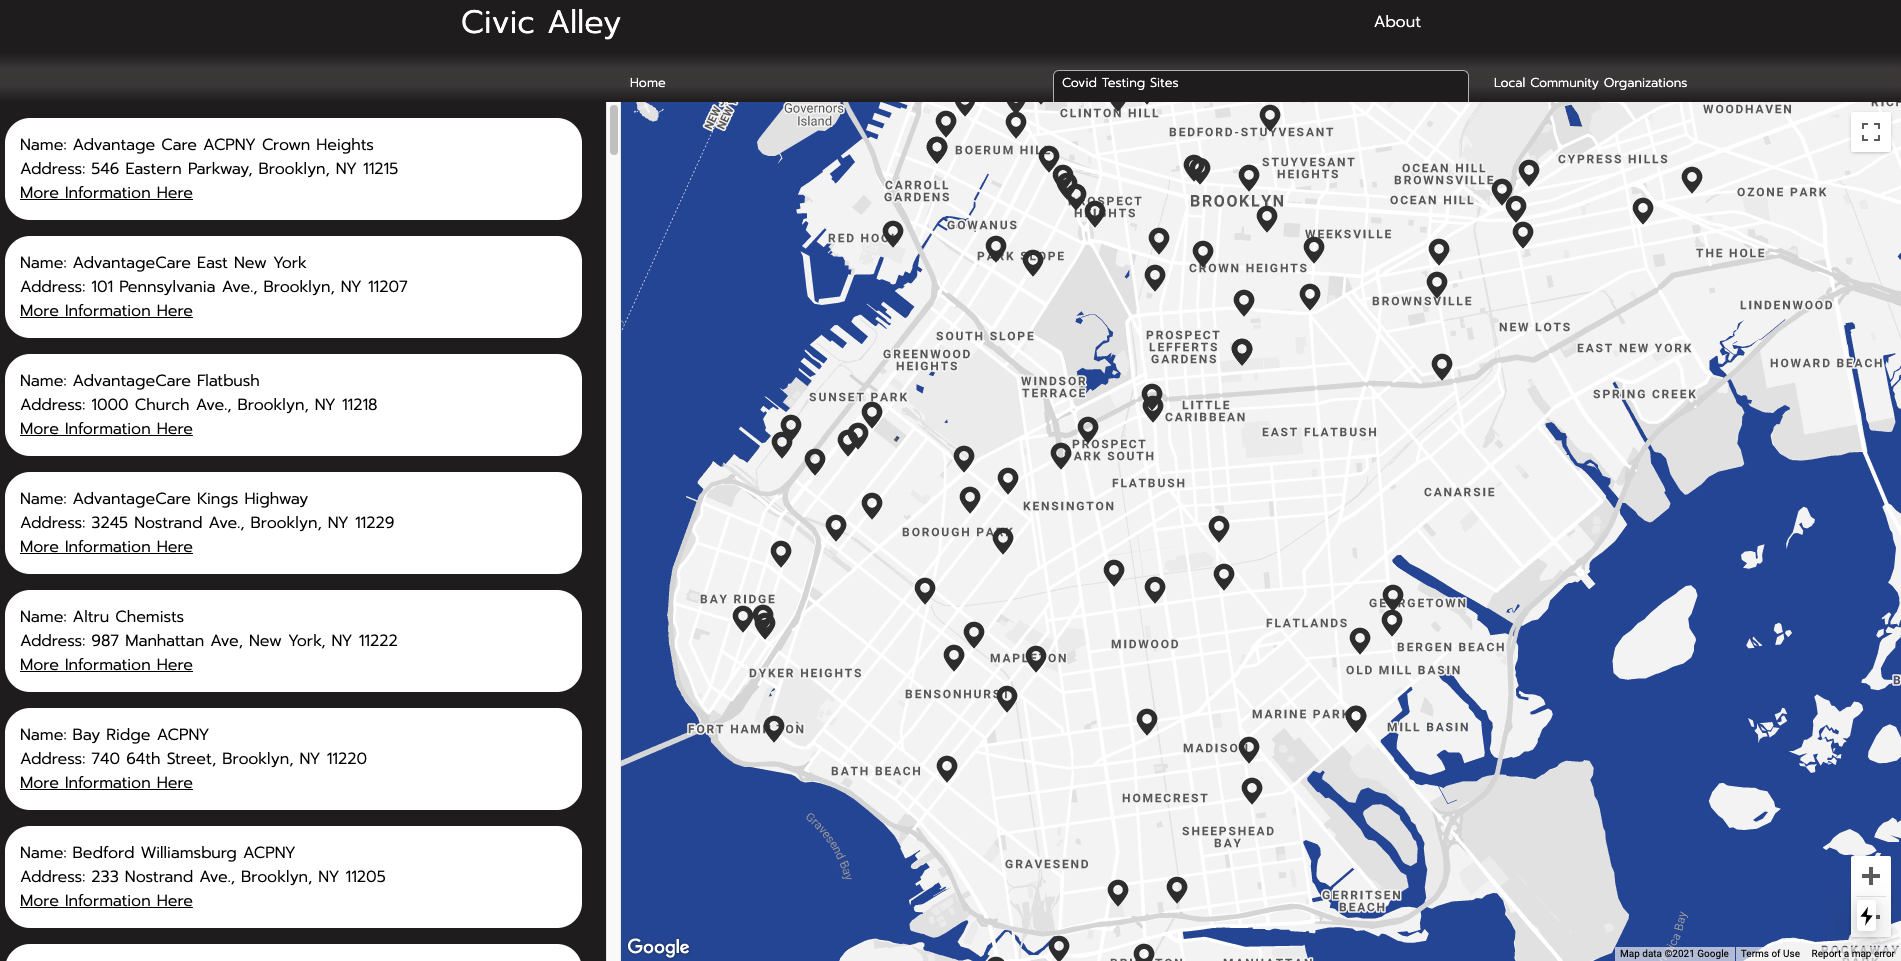 Civic Alley
About
Home
Covid Testing Sites
Local Community Organizations
Name: Advantage Care ACPNY Crown Heights
Address: 546 Eastern Parkway, Brooklyn, NY 11215
More Information Here
Name: AdvantageCare East New York
Address: 101 Pennsylvania Ave., Brooklyn, NY 11207
More Information Here
Name: AdvantageCare Flatbush
Address: 1000 Church Ave., Brooklyn, NY 11218
More Information Here
Name: AdvantageCare Kings Highway
Address: 3245 Nostrand Ave., Brooklyn, NY 11229
More Information Here
Name: Altru Chemists
Address: 987 Manhattan Ave, New York, NY 11222
More Information Here
Name: Bay Ridge ACPNY
Address: 740 64th Street, Brooklyn, NY 11220
More Information Here
Name: Bedford Williamsburg ACPNY
Address: 233 Nostrand Ave., Brooklyn, NY 11205
More Information Here
Governors
Island
CLINTON HILL
WOODHAVEN
BEDFORD-STUYVESANT
BOERUM HILL
STUYVESANT
HEIGHTS
CYPRESS HILLS
OCEAN HILL
BROWNSVILLE
CARROLL
GARDENS
OZONE PARK
PROSPECT
HEIGHTS
BROOKLYN
OCEAN HILL
GOWANUS
RED HOOK
WEEKSVILLE
PARK SLOPE
THE HOLE
CROWN HEIGHTS
BROWNSVILLE
LINDENWOOD
NEW LOTS
SOUTH SLOPE
PROSPECT
LEFFERTS
GARDENS
GREENWOOD
HEIGHTS
EAST NEW YORK
HOWARD BEACH
WINDSOR
TERRACE
SUNSET PARK
SPRING CREEK
LITTLE
CARIBBEAN
EAST FLATBUSH
PROSPECT
PARK SOUTH
FLATBUSH
CANARSIE
KENSINGTON
BOROUGH PARK
BAY RIDGE
GEORGETOWN
FLATLANDS
MIDWOOD
BERGEN BEACH
MAPLETON
DYKER HEIGHTS
OLD MILL BASIN
BENSONHURST
MARINE PARK
FORT HAMILTON
MILL BASIN
MADISON
BATH BEACH
HOMECREST
Gravesend Bay
SHEEPSHEAD
BAY
GRAVESEND
GERRITSEN
BEACH
Google
Map data ©2021 Google
Terms of Use
Report a map error